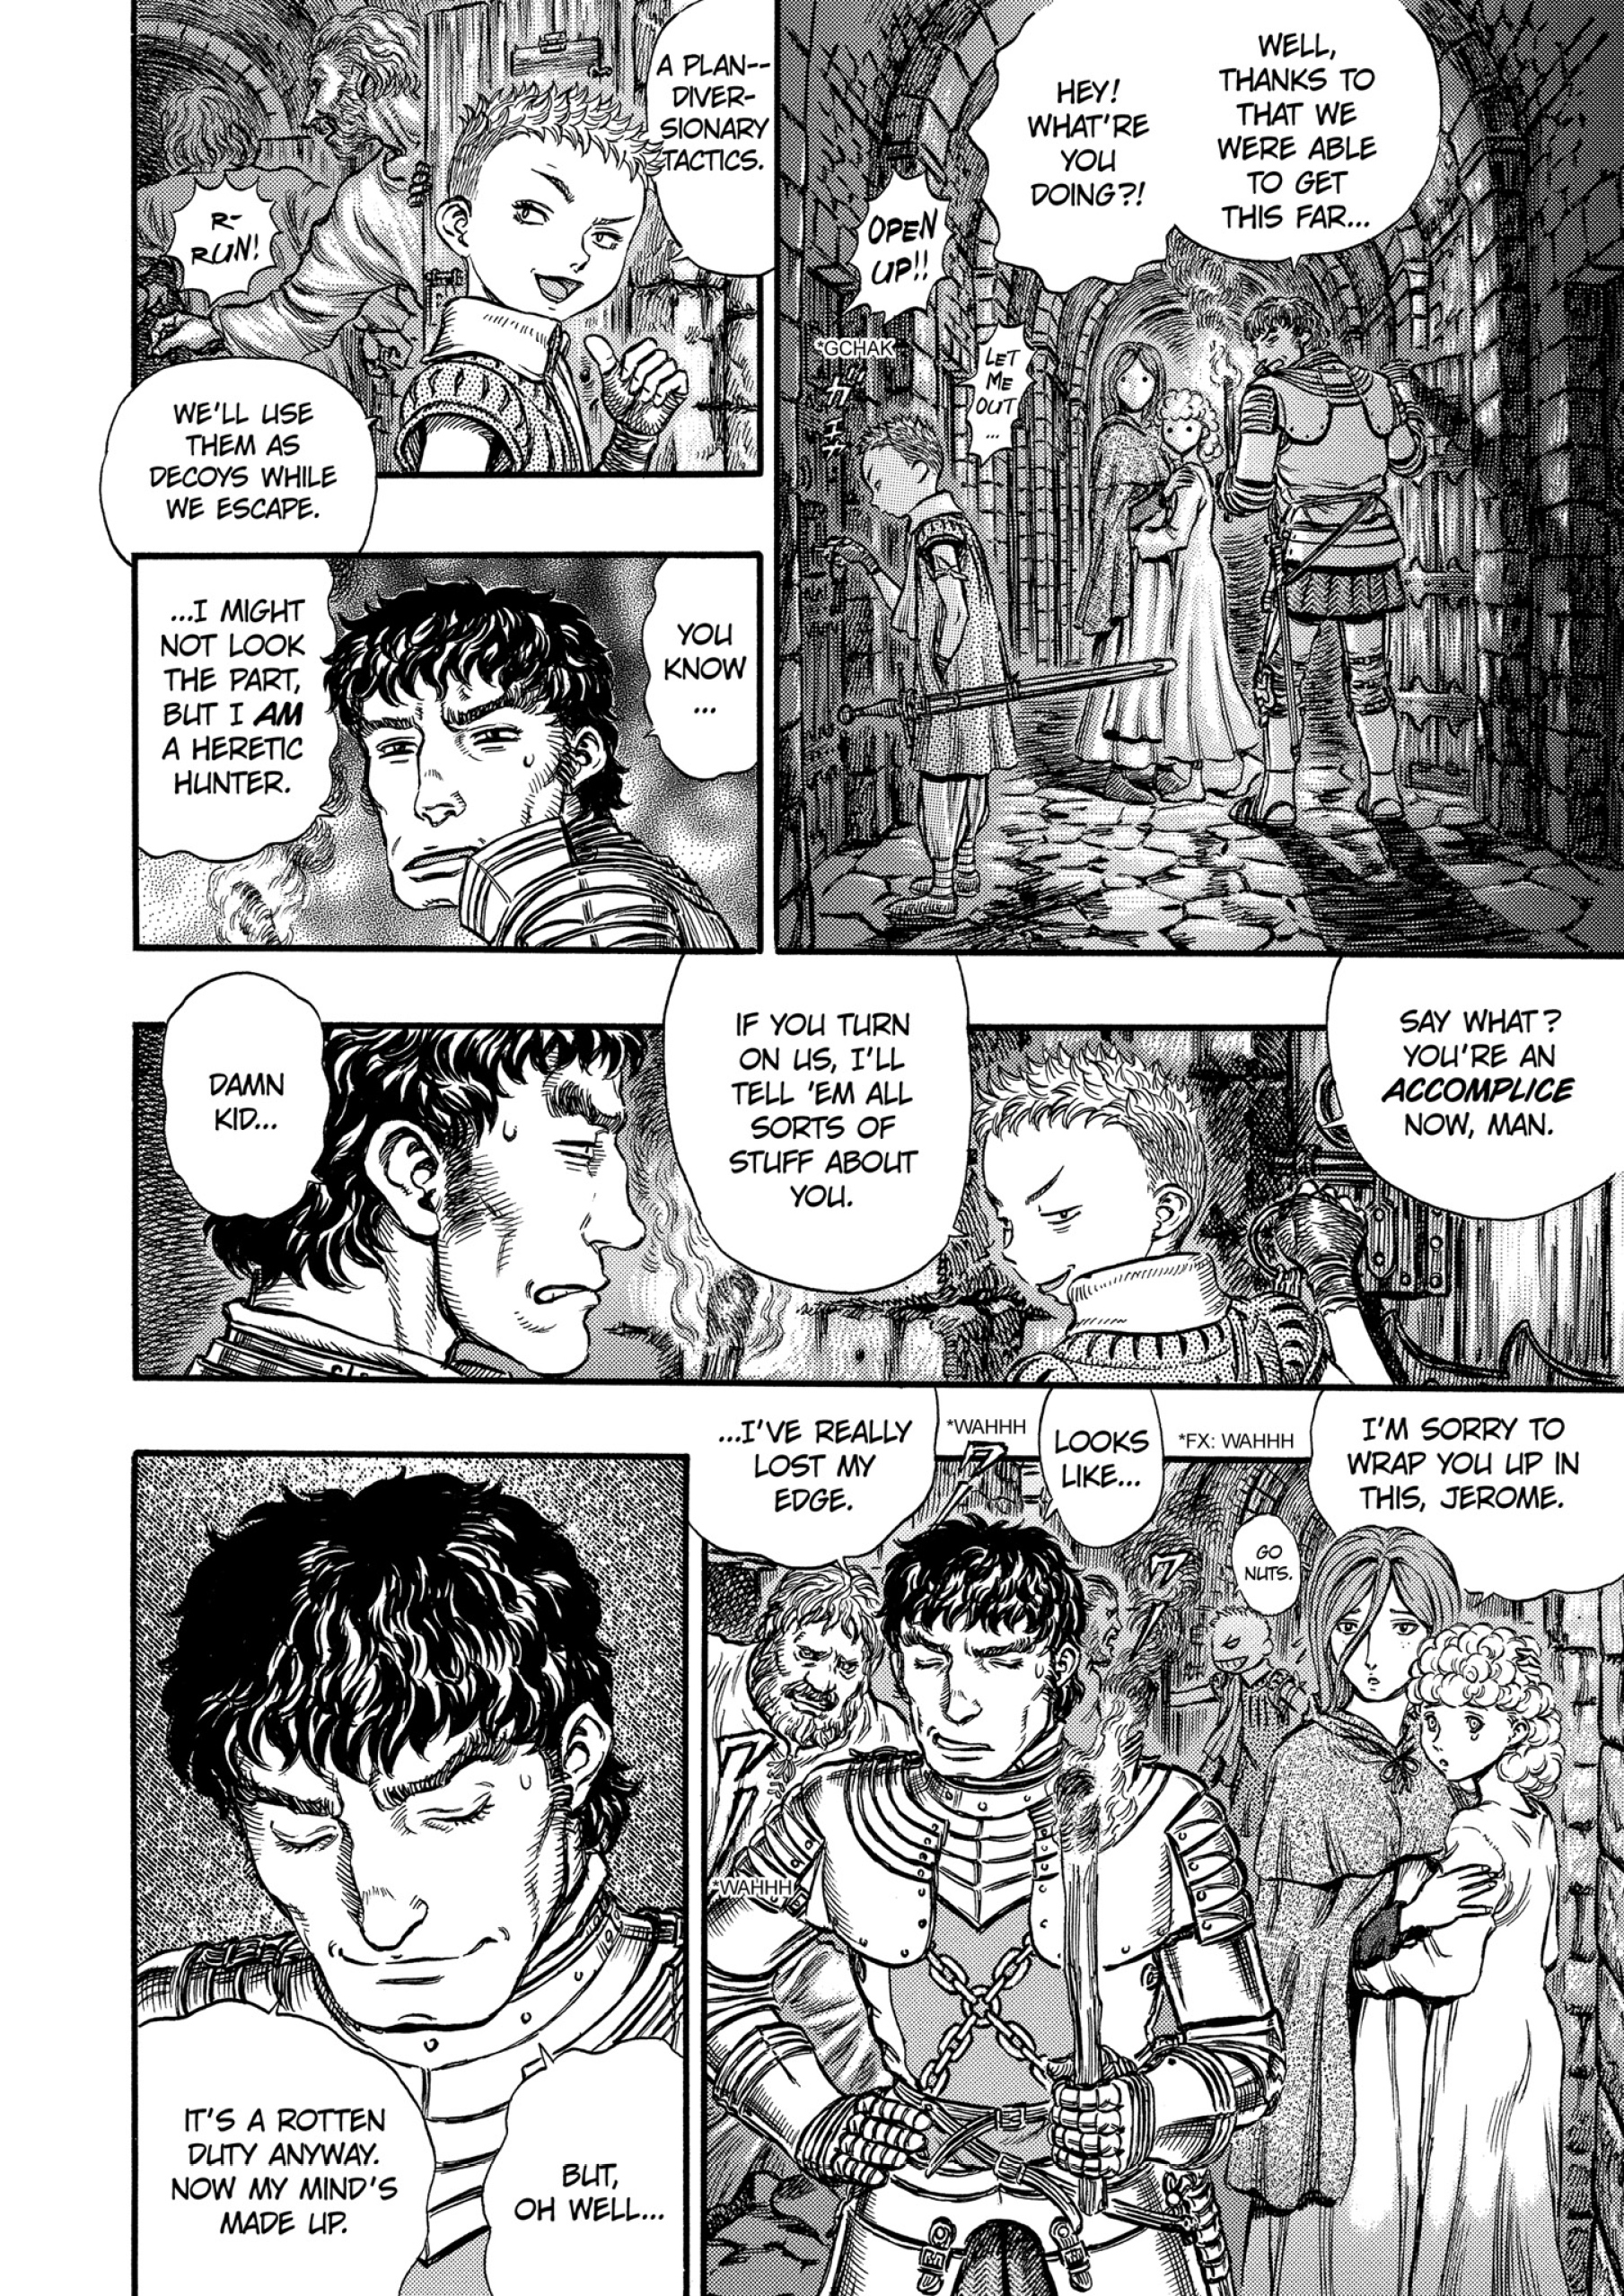 WELL,
THANKS TO
THAT WE
WERE ABLE
TO GET
THIS FAR...
HEY!
WHAT'RE
YOU
DOING?!
OPEN
UP!!
*GCHAK
ガチャ
LET
ME
OUT
...
A PLAN--
DIVER-
SIONARY
TACTICS.
R-
RUN!
WE'LL USE
THEM AS
DECOYS WHILE
WE ESCAPE.
YOU
KNOW
...
...I MIGHT
NOT LOOK
THE PART,
BUT I AM
A HERETIC
HUNTER.
SAY WHAT?
YOU'RE AN
ACCOMPLICE
NOW, MAN.
IF YOU TURN
ON US, I'LL
TELL 'EM ALL
SORTS OF
STUFF ABOUT
YOU.
DAMN
KID...
I'M SORRY TO
WRAP YOU UP IN
THIS, JEROME.
*FX: WAHHH
GO
NUTS.
LOOKS
LIKE...
*WAHHH
...I'VE REALLY
LOST MY
EDGE.
*WAHHH
BUT,
OH WELL...
IT'S A ROTTEN
DUTY ANYWAY.
NOW MY MIND'S
MADE UP.